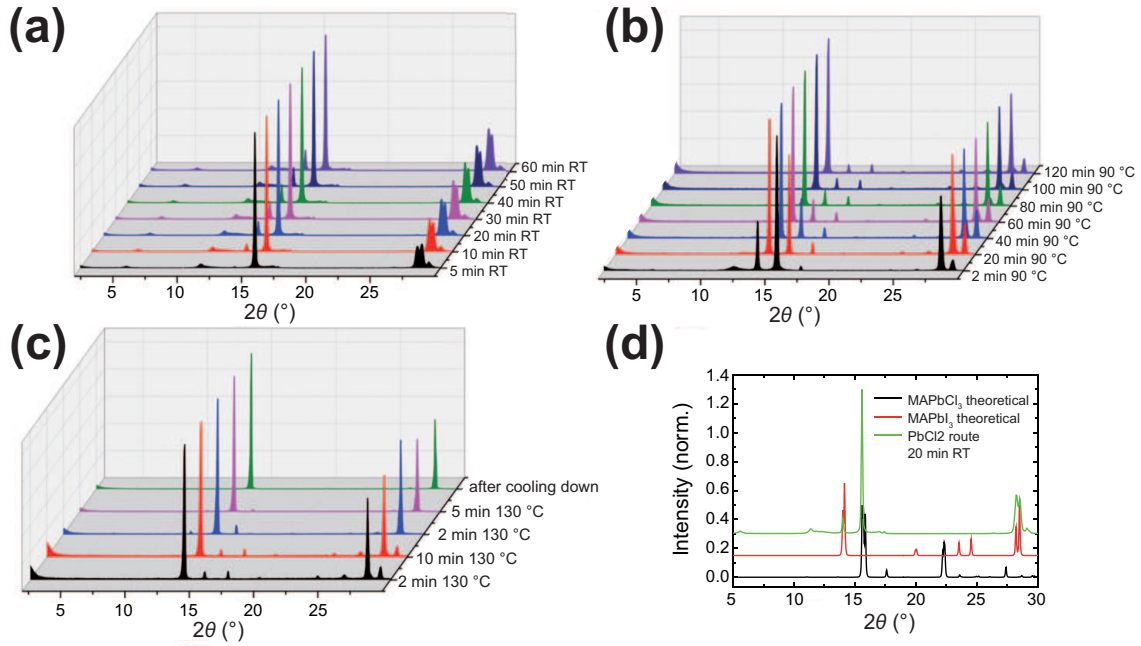 (a)
60 min RT
50 min RT
40 min RT
30 min RT
20 min RT
10 min RT
5 min RT
5 10 15 20 25
2θ (°)
(b)
120 min 90 °C
100 min 90 °C
80 min 90 °C
60 min 90 °C
40 min 90 °C
20 min 90 °C
2 min 90 °C
5 10 15 20 25
2θ (°)
(c)
after cooling down
5 min 130 °C
2 min 130 °C
10 min 130 °C
2 min 130 °C
5 10 15 20 25
2θ (°)
(d)
Intensity (norm.)
1.4
1.2
1.0
0.8
0.6
0.4
0.2
0.0
MAPbCl3 theoretical
MAPbI3 theoretical
PbCl2 route
20 min RT
5 10 15 20 25 30
2θ (°)